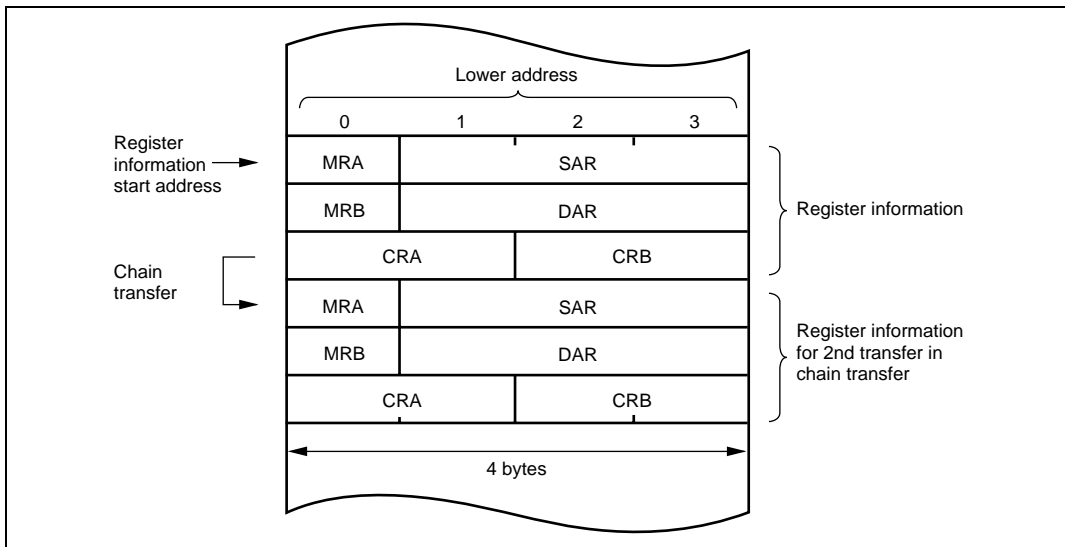 Lower address
0 1 2 3
Register
information
start address
MRA SAR
MRB DAR
Register information
CRA CRB
Chain
transfer
MRA SAR
MRB DAR
Register information
for 2nd transfer in
chain transfer
CRA CRB
4 bytes